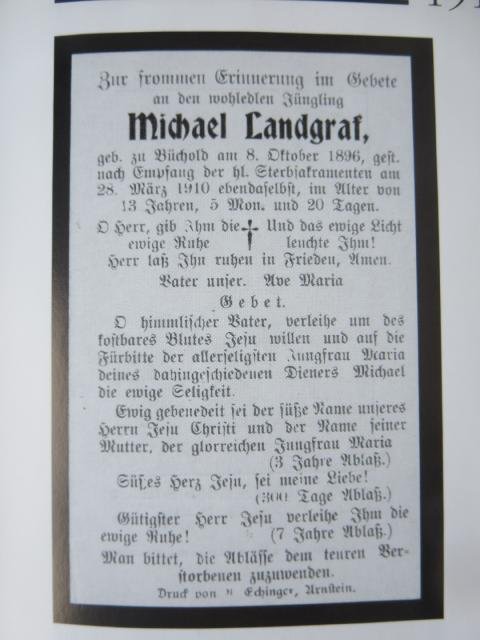 Zur frommen Erinnerung im Gebete
an den wohledlen Jüngling
Michael Landgraf,
geb. zu Büchold am 8. Oktober 1896, gest.
nach Empfang der hl. Sterbsakramenten am
28. März 1910 ebendaselbst, im Alter von
13 Jahren, 5 Mon. und 20 Tagen.
O Herr, gib Ihm die † Und das ewige Licht
ewige Ruhe leuchte Ihm!
Herr laß Ihn ruhen in Frieden, Amen.
Vater unser. Ave Maria
Gebet.
O himmlischer Vater, verleihe um des
kostbares Blutes Jesu willen und auf die
Fürbitte der allerseligsten Jungfrau Maria
deines dahingeschiedenen Dieners Michael
die ewige Seligkeit.
Ewig gebenedeit sei der süße Name unseres
Herrn Jesu Christi und der Name seiner
Mutter, der glorreichen Jungfrau Maria
(3 Jahre Ablaß.)
Süßes Herz Jesu, sei meine Liebe!
(300 Tage Ablaß.)
Gütigster Herr Jesu verleihe Ihm die
ewige Ruhe! (7 Jahre Ablaß.)
Man bittet, die Ablässe dem teuren Ver-
storbenen zuzuwenden.
Druck von Echinger, Arnstein.